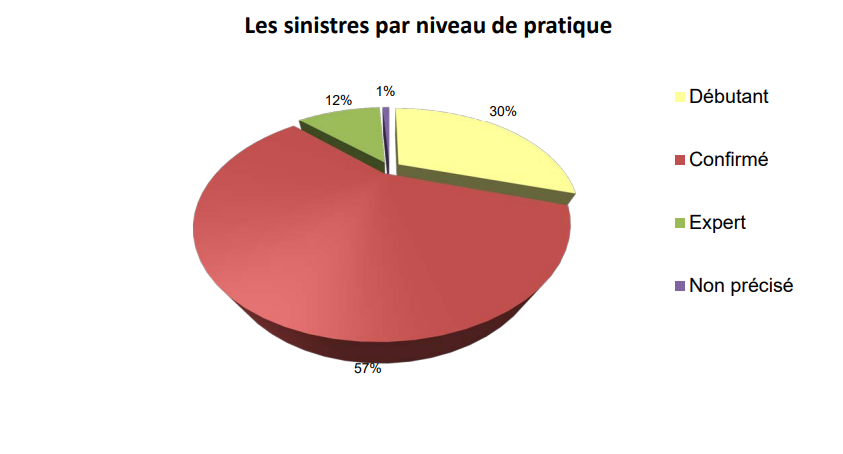 Les sinistres par niveau de pratique
1%
12%
30%
57%
Débutant
Confirmé
Expert
Non précisé